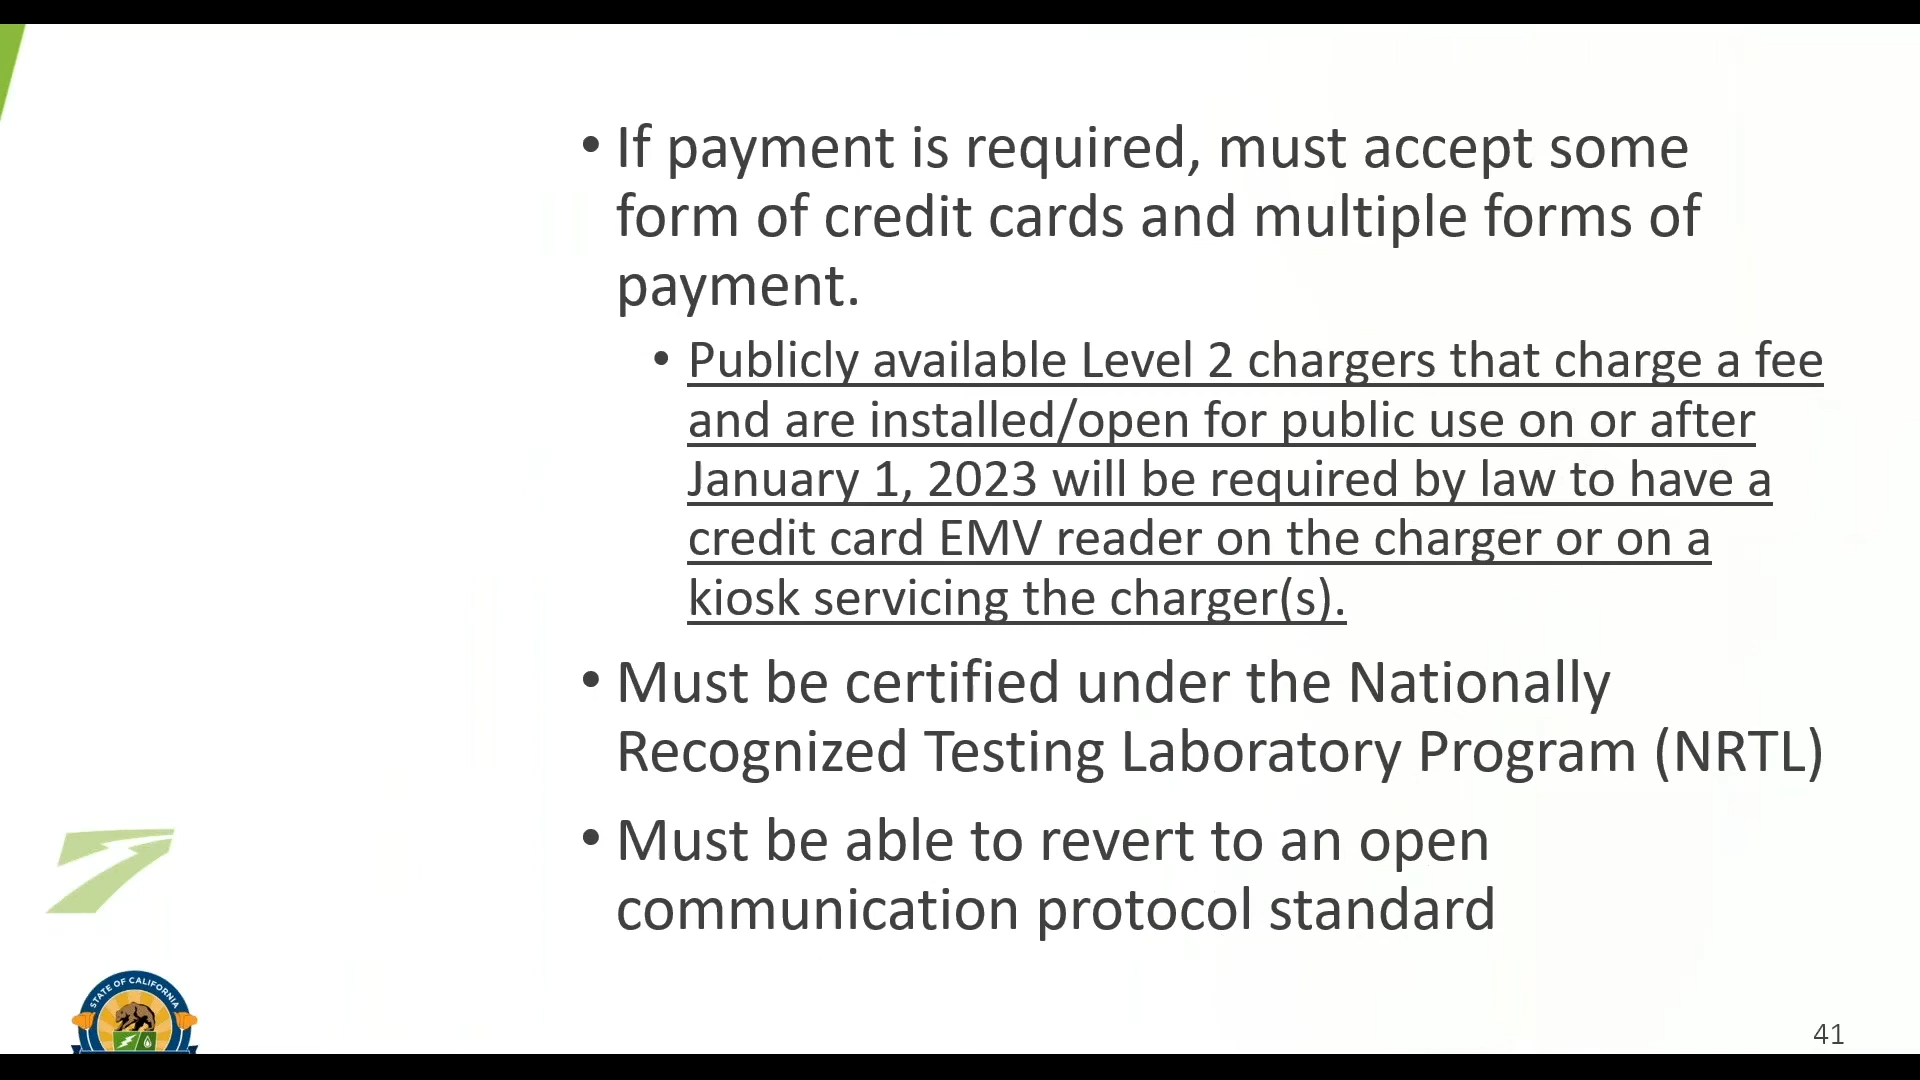 • If payment is required, must accept some
form of credit cards and multiple forms of
payment.
• Publicly available Level 2 chargers that charge a fee
and are installed/open for public use on or after
January 1, 2023 will be required by law to have a
credit card EMV reader on the charger or on a
kiosk servicing the charger(s).
• Must be certified under the Nationally
Recognized Testing Laboratory Program (NRTL)
• Must be able to revert to an open
communication protocol standard
STATE OF CALIFORNIA
41